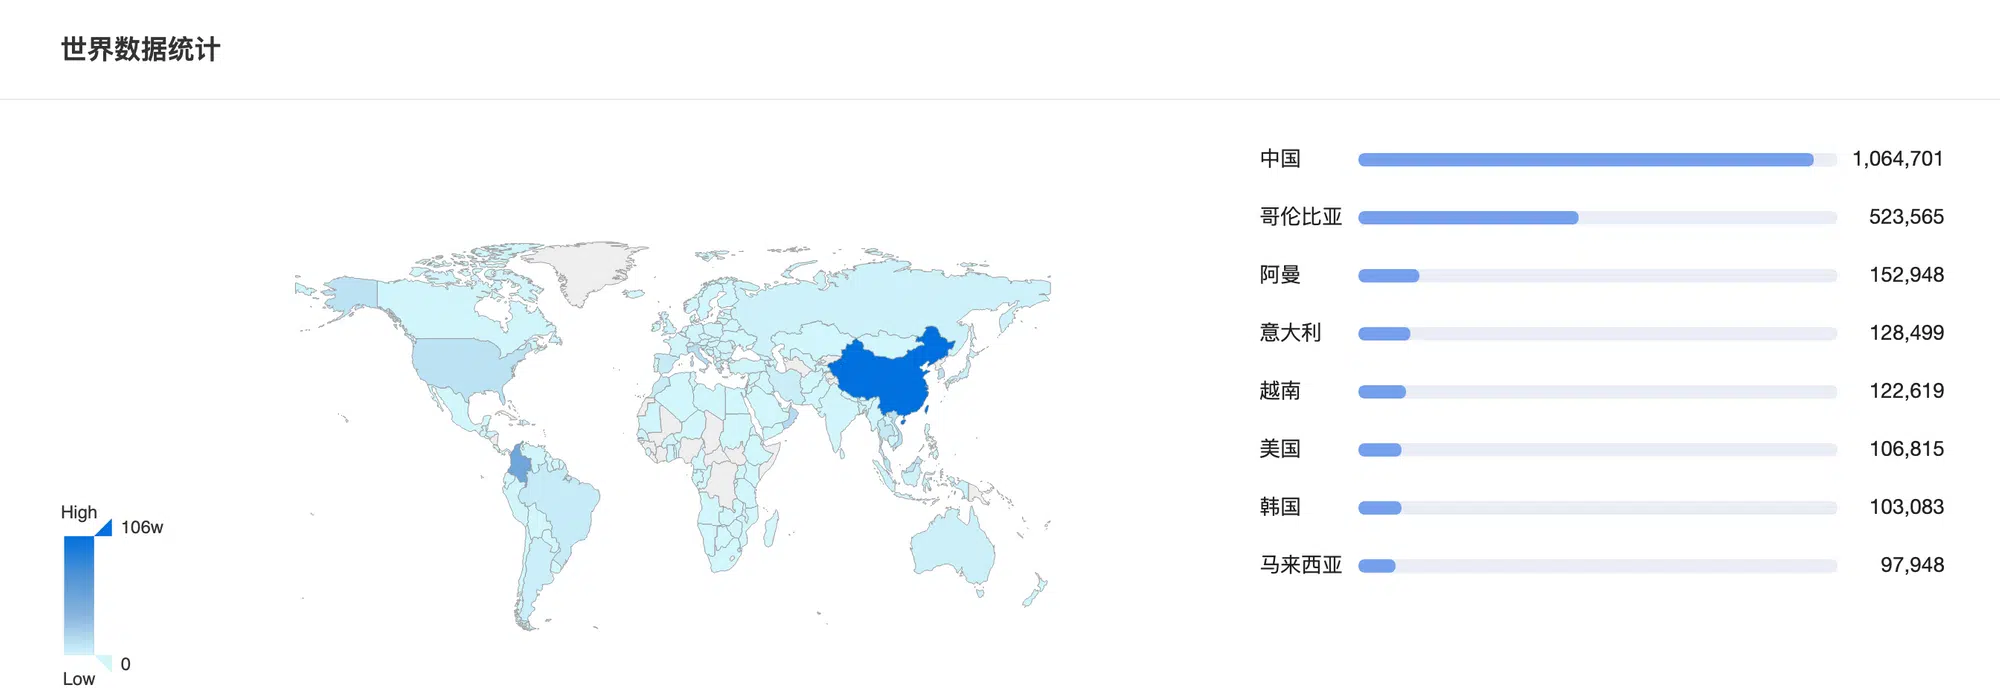 世界数据统计
High
106w
0
Low
中国 1,064,701
哥伦比亚 523,565
阿曼 152,948
意大利 128,499
越南 122,619
美国 106,815
韩国 103,083
马来西亚 97,948